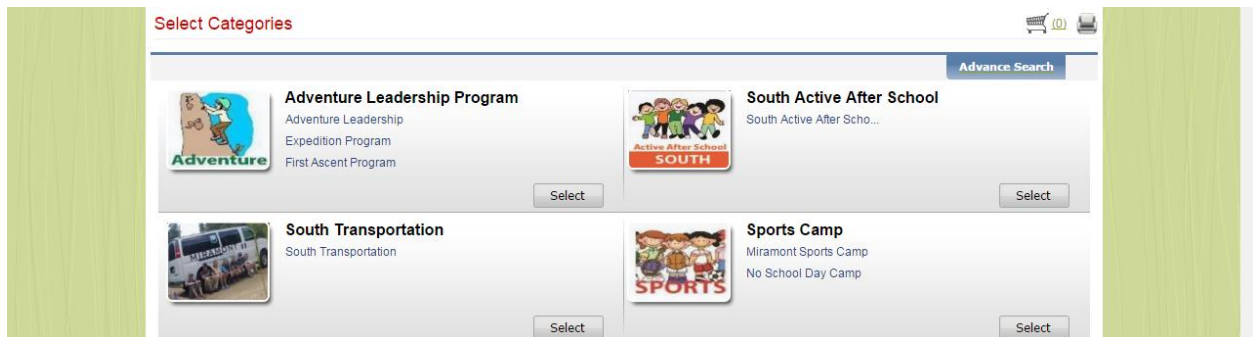 Select Categories
(0)
Advance Search
Adventure Leadership Program
Adventure Leadership
Expedition Program
First Ascent Program
Adventure
Select
South Active After School
South Active After Scho...
Active After School
SOUTH
Select
South Transportation
South Transportation
MIRAMONT
Select
Sports Camp
Miramont Sports Camp
No School Day Camp
SPORTS
Select